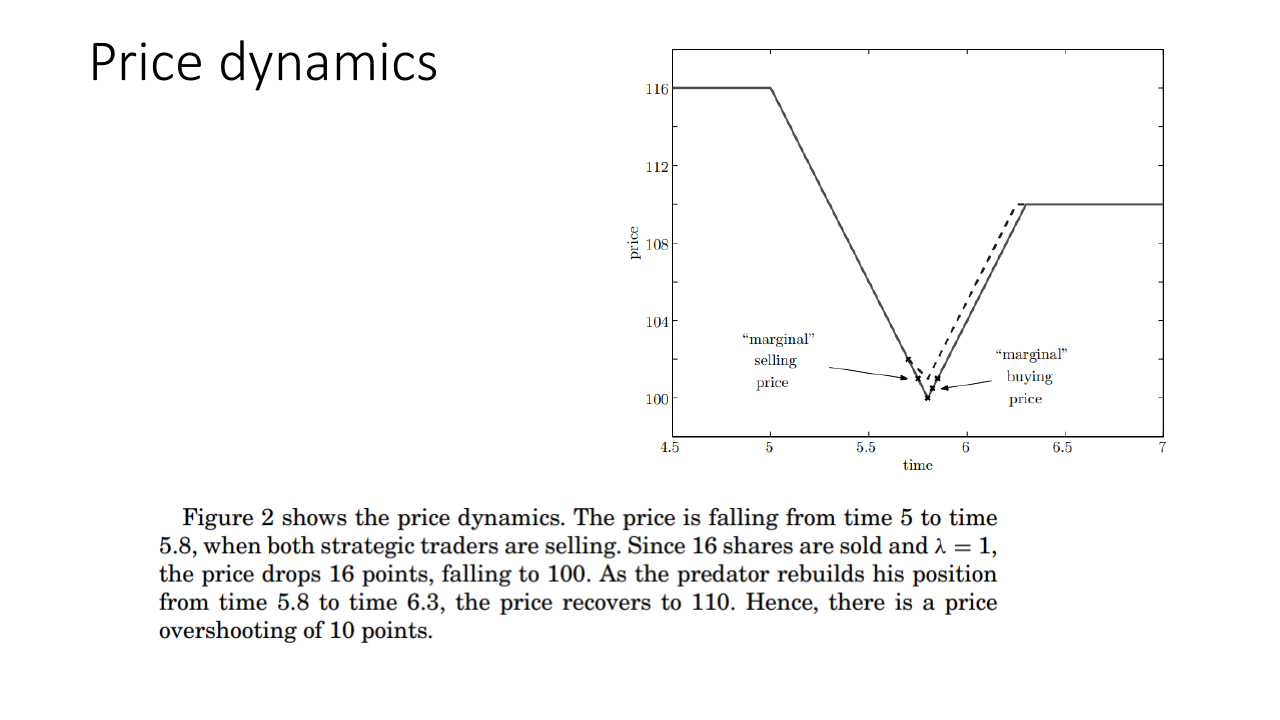 Price dynamics
116
112
108
104
100
price
“marginal”
selling
price
“marginal”
buying
price
4.5
5
5.5
6
6.5
7
time
Figure 2 shows the price dynamics. The price is falling from time 5 to time
5.8, when both strategic traders are selling. Since 16 shares are sold and λ = 1,
the price drops 16 points, falling to 100. As the predator rebuilds his position
from time 5.8 to time 6.3, the price recovers to 110. Hence, there is a price
overshooting of 10 points.